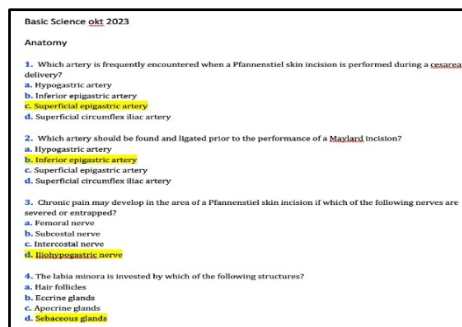 Basic Science okt 2023
Anatomy
1. Which artery is frequently encountered when a Pfannenstiel skin incision is performed during a cesarea
delivery?
a. Hypogastric artery
b. Inferior epigastric artery
c. Superficial epigastric artery
d. Superficial circumflex iliac artery
2. Which artery should be found and ligated prior to the performance of a Maylard incision?
a. Hypogastric artery
b. Inferior epigastric artery
c. Superficial epigastric artery
d. Superficial circumflex iliac artery
3. Chronic pain may develop in the area of a Pfannenstiel skin incision if which of the following nerves are
severed or entrapped?
a. Femoral nerve
b. Subcostal nerve
c. Intercostal nerve
d. Iliohypogastric nerve
4. The labia minora is invested by which of the following structures?
a. Hair follicles
b. Eccrine glands
c. Apocrine glands
d. Sebaceous glands